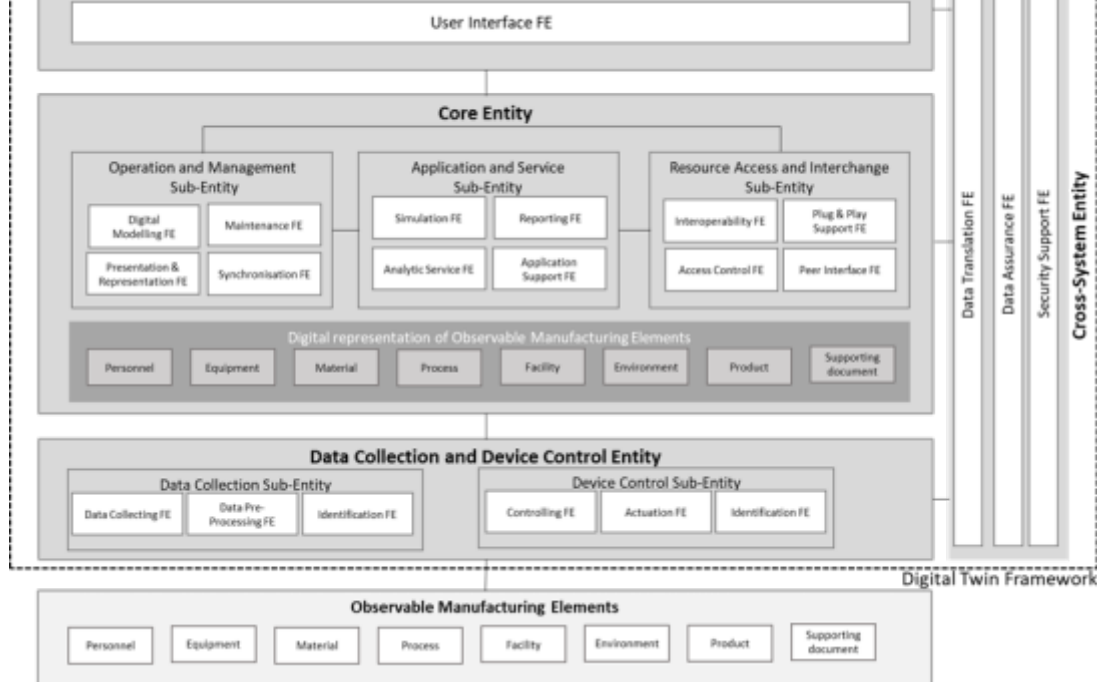 User Interface FE
Core Entity
Operation and Management
Sub-Entity
Digital
Modelling FE
Maintenance FE
Presentation &
Representation FE
Synchronisation FE
Application and Service
Sub-Entity
Simulation FE
Reporting FE
Analytic Service FE
Application
Support FE
Resource Access and Interchange
Sub-Entity
Interoperability FE
Plug & Play
Support FE
Access Control FE
Peer Interface FE
Digital representation of Observable Manufacturing Elements
Personnel
Equipment
Material
Process
Facility
Environment
Product
Supporting
document
Data Collection and Device Control Entity
Data Collection Sub-Entity
Data Collecting FE
Data Pre-
Processing FE
Identification FE
Device Control Sub-Entity
Controlling FE
Actuation FE
Identification FE
Data Translation FE
Data Assurance FE
Security Support FE
Cross-System Entity
Digital Twin Framework
Observable Manufacturing Elements
Personnel
Equipment
Material
Process
Facility
Environment
Product
Supporting
document